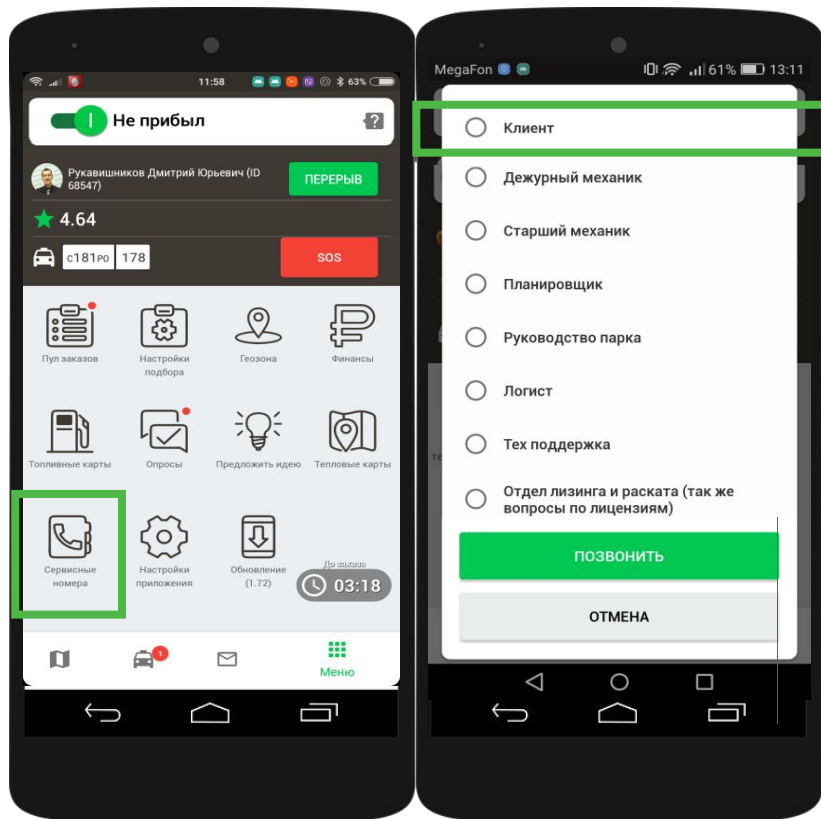 11:58
63%
Не прибыл
?
Рукавишников Дмитрий Юрьевич (ID
68547)
ПЕРЕРЫВ
4.64
с181РО 178
SOS
Пул заказов
Настройки
подбора
Геозона
Финансы
Топливные карты
Опросы
Предложить идею
Тепловые карты
Сервисные
номера
Настройки
приложения
Обновление
(1.72)
До заказа
03:18
1
Меню
MegaFon
61%
13:11
Клиент
Дежурный механик
Старший механик
Планировщик
Руководство парка
Логист
Тех поддержка
Отдел лизинга и раската (так же
вопросы по лицензиям)
ПОЗВОНИТЬ
ОТМЕНА